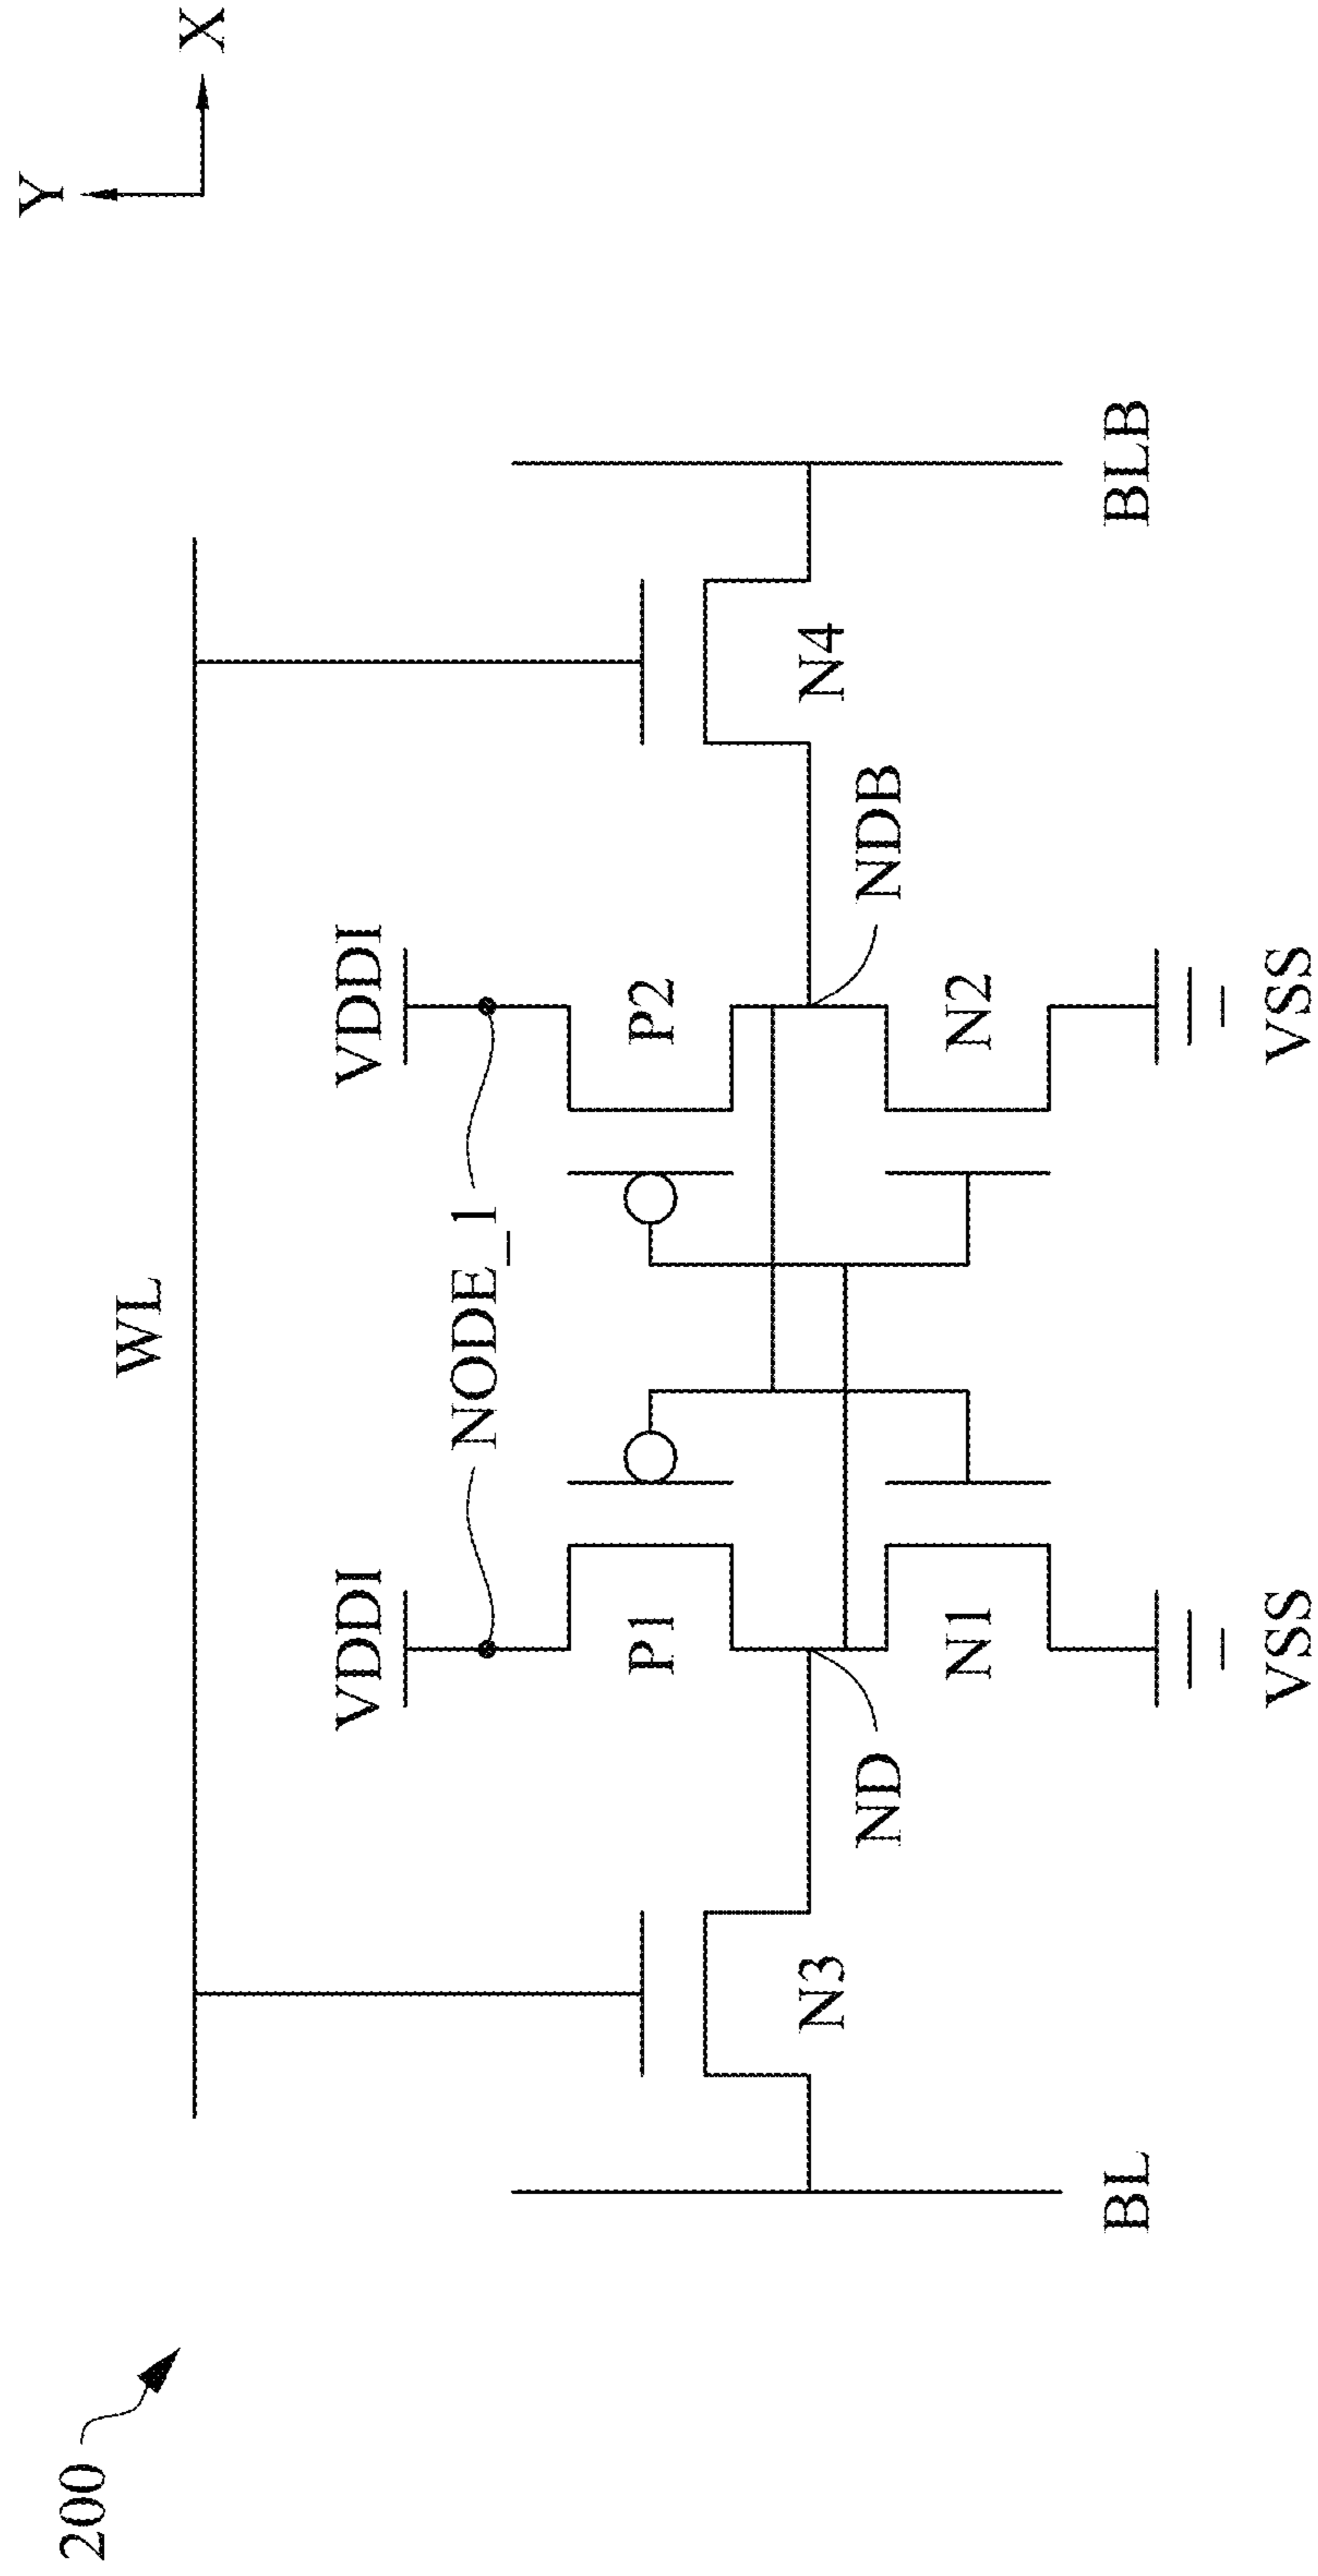 200
WL
Y
X
VDDI
VDDI
NODE_1
P1
P2
N3
N4
ND
NDB
N1
N2
BL
BLB
VSS
VSS